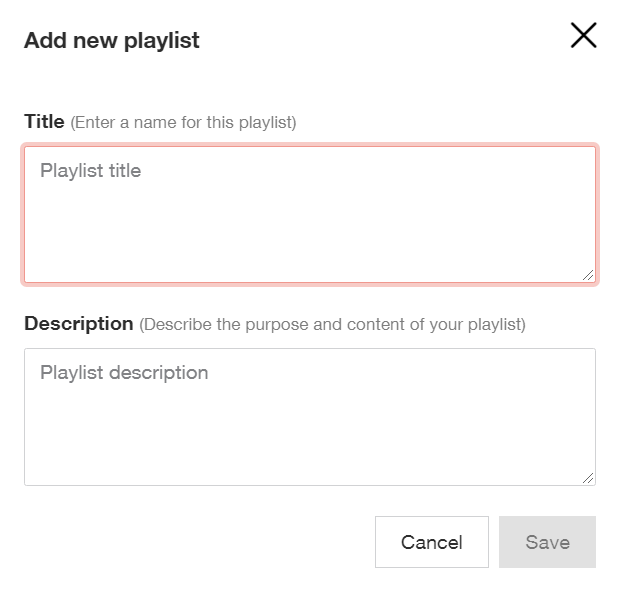 Add new playlist
Title (Enter a name for this playlist)
Playlist title
Description (Describe the purpose and content of your playlist)
Playlist description
Cancel Save